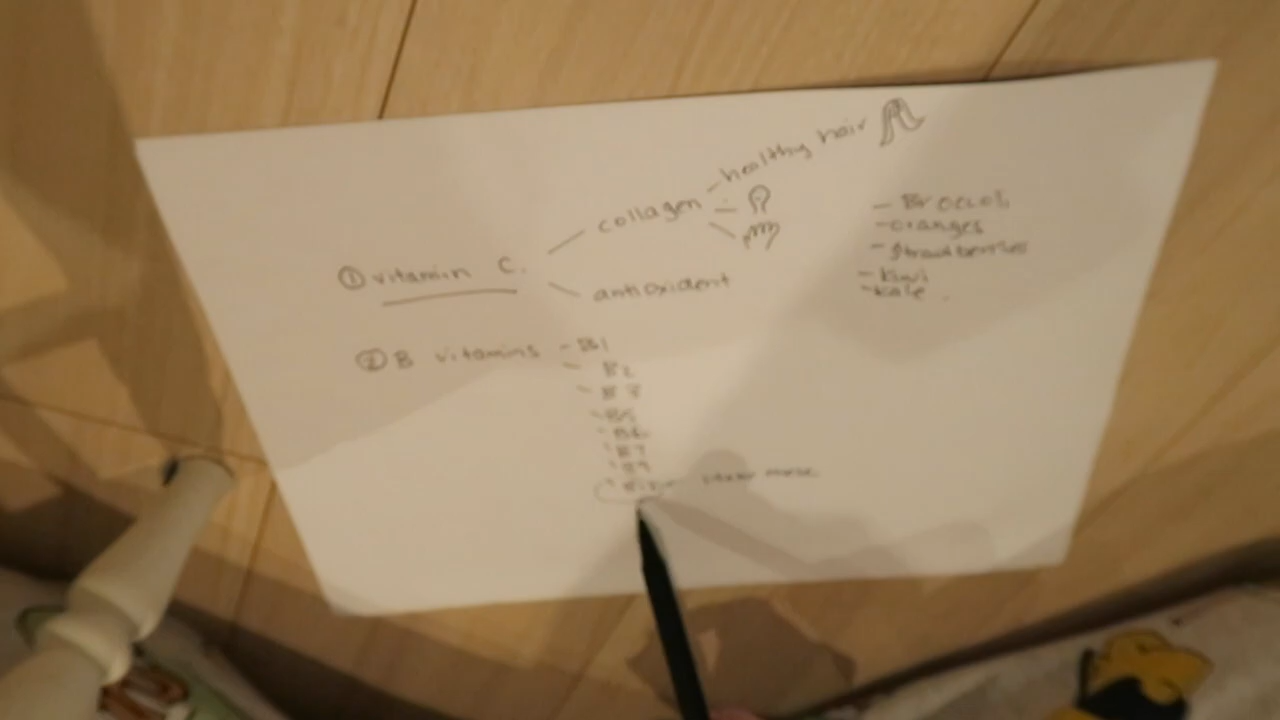 healthy hair
collagen
① vitamin C.
antioxident
- Broccoli
- oranges
- strawberries
- kiwi
- kale
② B vitamins - B1
- B2
- B3
- B5
- B6
- B7
- B9
- B12